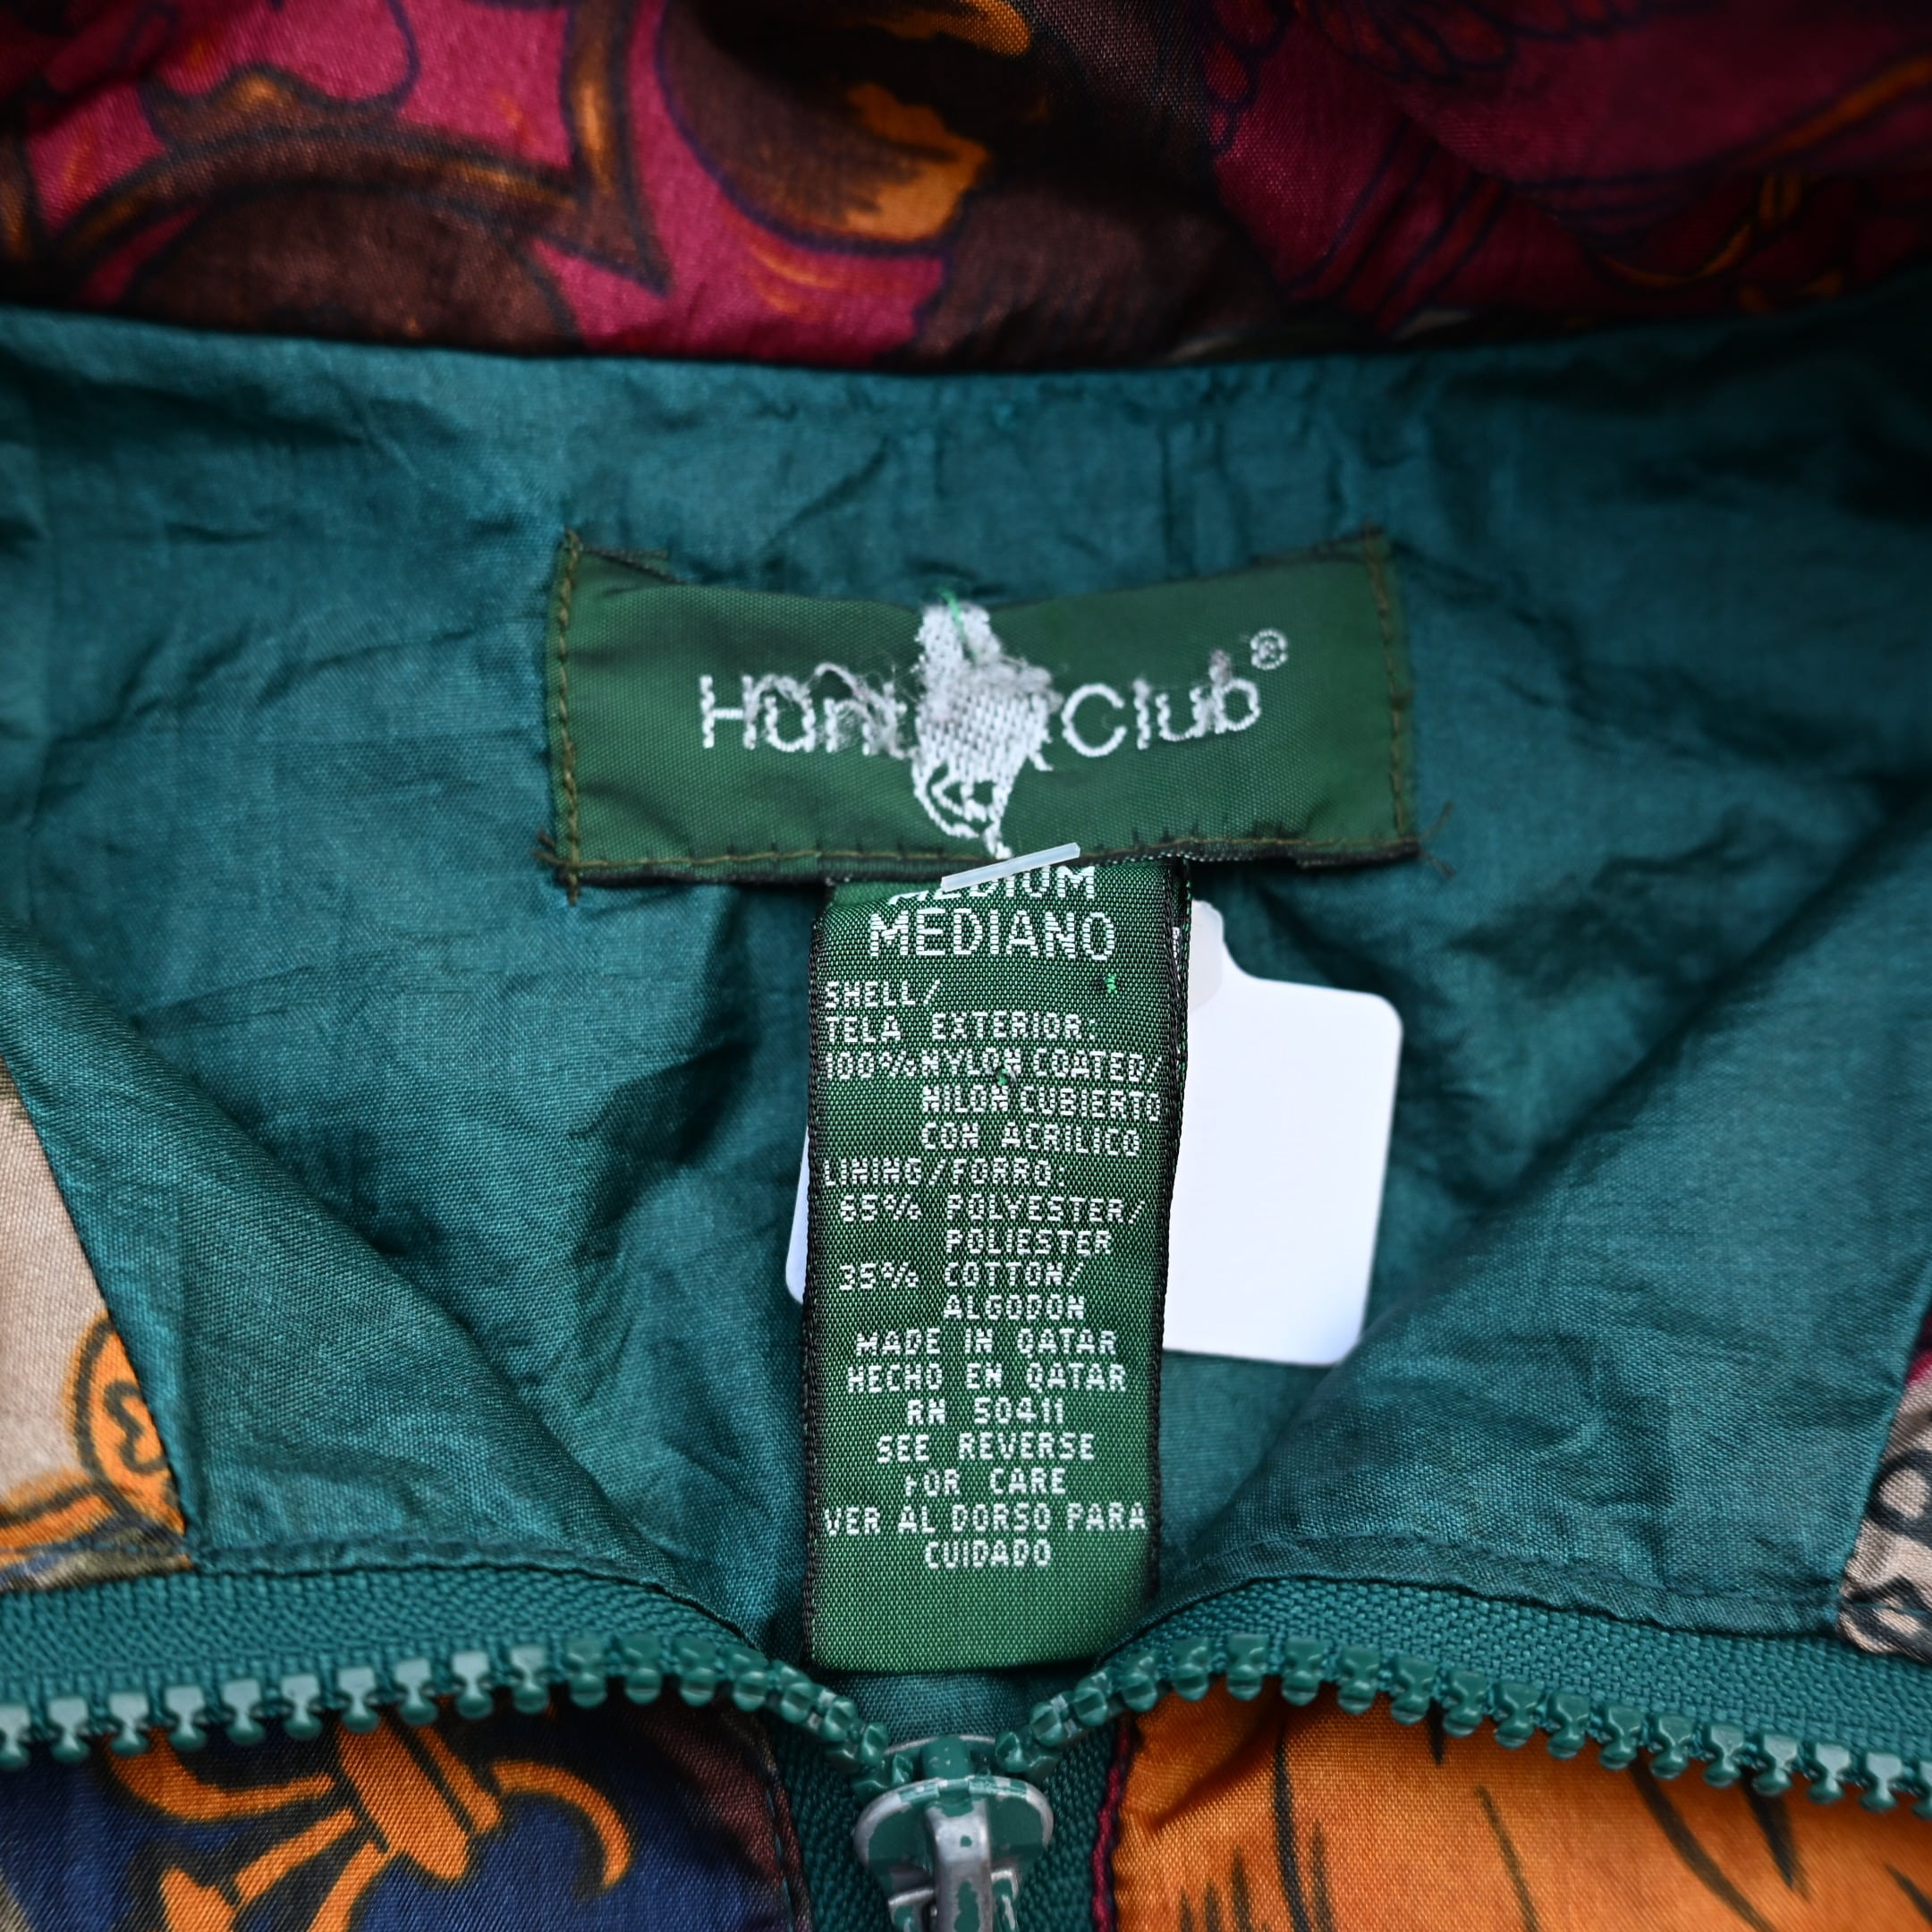 Hunt Club®
MEDIUM
MEDIANO
SHELL/
TELA EXTERIOR:
100% NYLON COATED/
NILON CUBIERTO
CON ACRILICO
LINING/FORRO:
65% POLYESTER/
POLIESTER
35% COTTON/
ALGODON
MADE IN QATAR
HECHO EN QATAR
RN 50411
SEE REVERSE
FOR CARE
VER AL DORSO PARA
CUIDADO